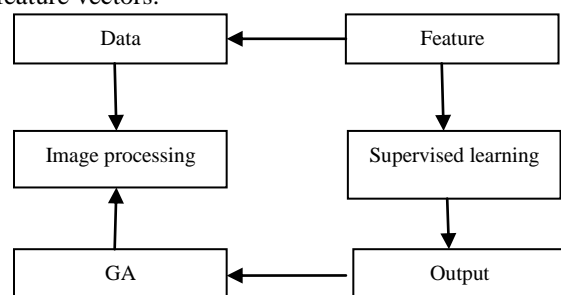 feature vectors.
Data
Feature
Image processing
Supervised learning
GA
Output